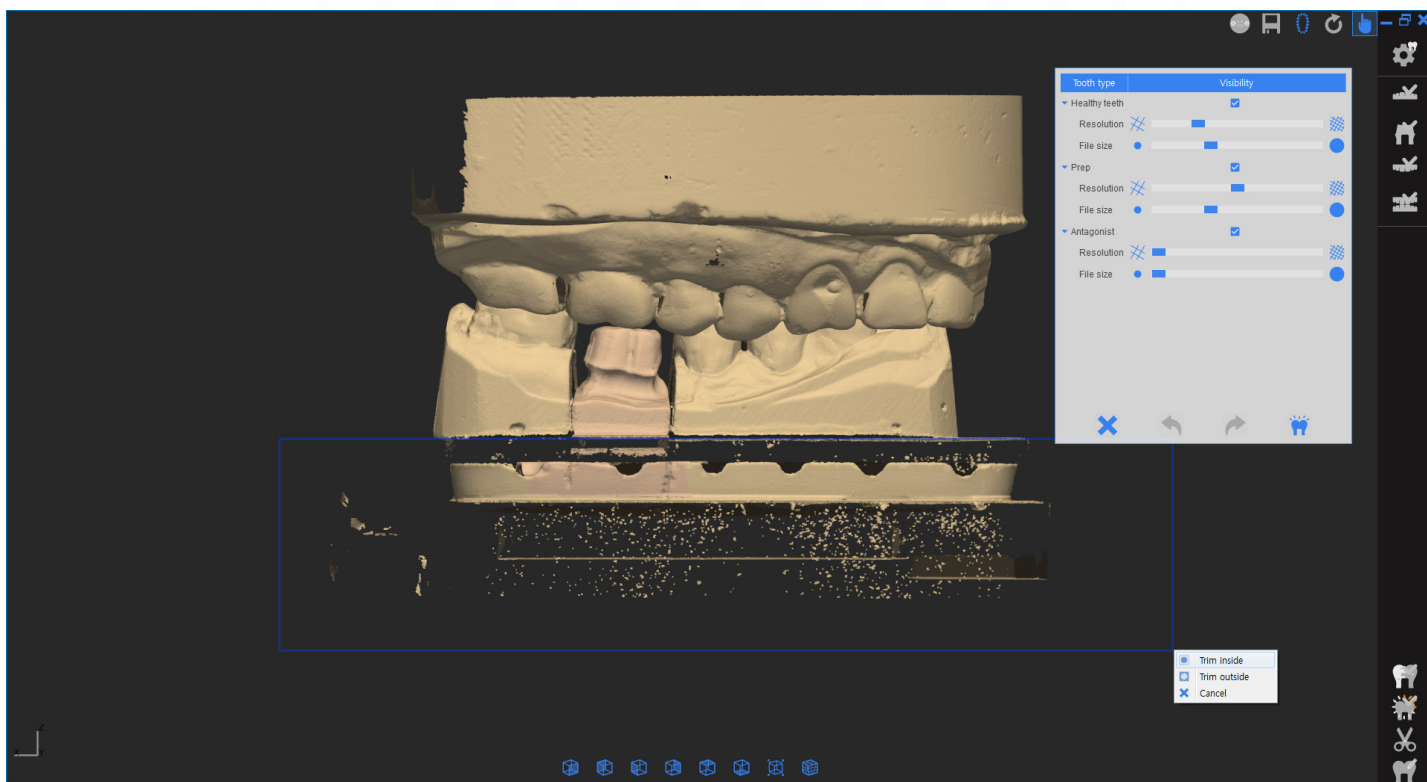 Tooth type Visibility
Healthy teeth
Resolution
File size
Prep
Resolution
File size
Antagonist
Resolution
File size
Trim inside
Trim outside
Cancel
Z
X Y